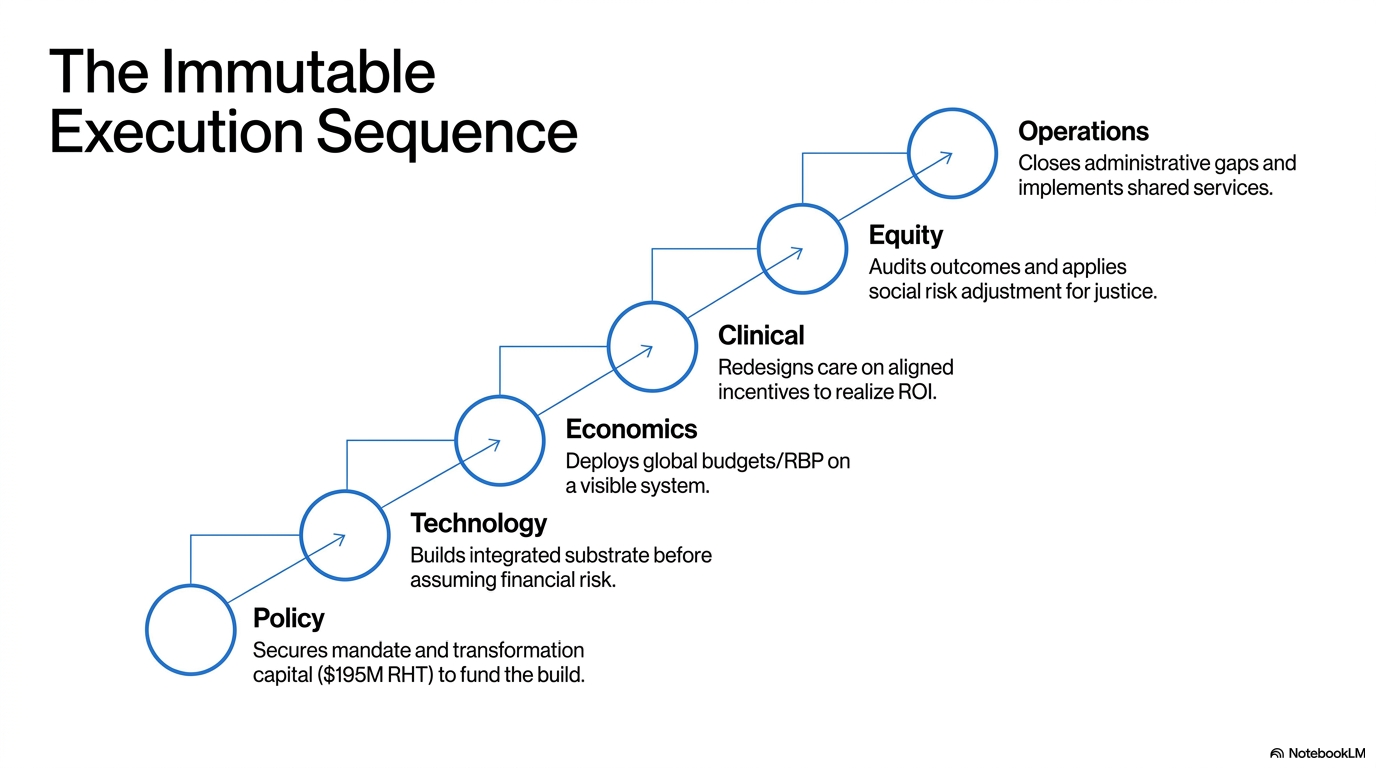 The Immutable
Execution Sequence
Operations
Closes administrative gaps and
implements shared services.
Equity
Audits outcomes and applies
social risk adjustment for justice.
Clinical
Redesigns care on aligned
incentives to realize ROI.
Economics
Deploys global budgets/RBP on
a visible system.
Technology
Builds integrated substrate before
assuming financial risk.
Policy
Secures mandate and transformation
capital ($195M RHT) to fund the build.
NotebookLM